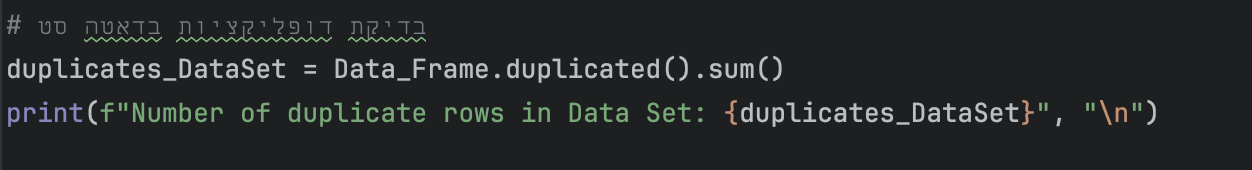 # בדיקת דופליקציות בדאטה סט
duplicates_DataSet = Data_Frame.duplicated().sum()
print(f"Number of duplicate rows in Data Set: {duplicates_DataSet}", "\n")